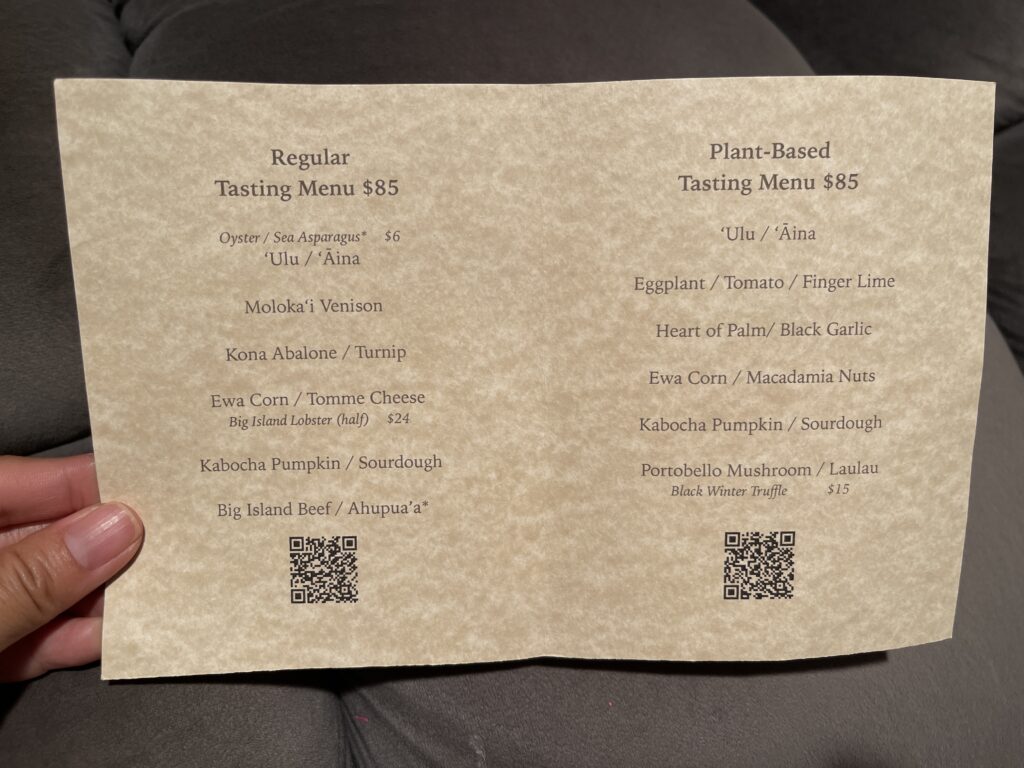 Regular
Tasting Menu $85
Oyster / Sea Asparagus* $6
ʻUlu / ʻĀina
Molokaʻi Venison
Kona Abalone / Turnip
Ewa Corn / Tomme Cheese
Big Island Lobster (half) $24
Kabocha Pumpkin / Sourdough
Big Island Beef / Ahupua’a*
Plant-Based
Tasting Menu $85
ʻUlu / ʻĀina
Eggplant / Tomato / Finger Lime
Heart of Palm/ Black Garlic
Ewa Corn / Macadamia Nuts
Kabocha Pumpkin / Sourdough
Portobello Mushroom / Laulau
Black Winter Truffle $15